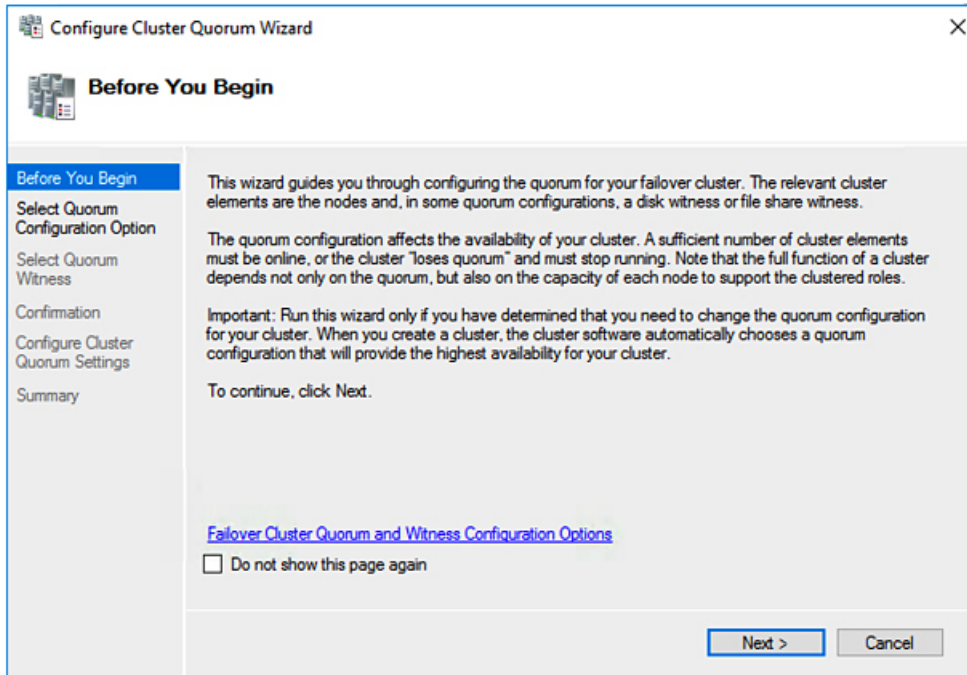 Configure Cluster Quorum Wizard
Before You Begin
Before You Begin
Select Quorum
Configuration Option
Select Quorum
Witness
Confirmation
Configure Cluster
Quorum Settings
Summary
This wizard guides you through configuring the quorum for your failover cluster. The relevant cluster
elements are the nodes and, in some quorum configurations, a disk witness or file share witness.
The quorum configuration affects the availability of your cluster. A sufficient number of cluster elements
must be online, or the cluster "loses quorum" and must stop running. Note that the full function of a cluster
depends not only on the quorum, but also on the capacity of each node to support the clustered roles.
Important: Run this wizard only if you have determined that you need to change the quorum configuration
for your cluster. When you create a cluster, the cluster software automatically chooses a quorum
configuration that will provide the highest availability for your cluster.
To continue, click Next.
Failover Cluster Quorum and Witness Configuration Options
Do not show this page again
Next >
Cancel